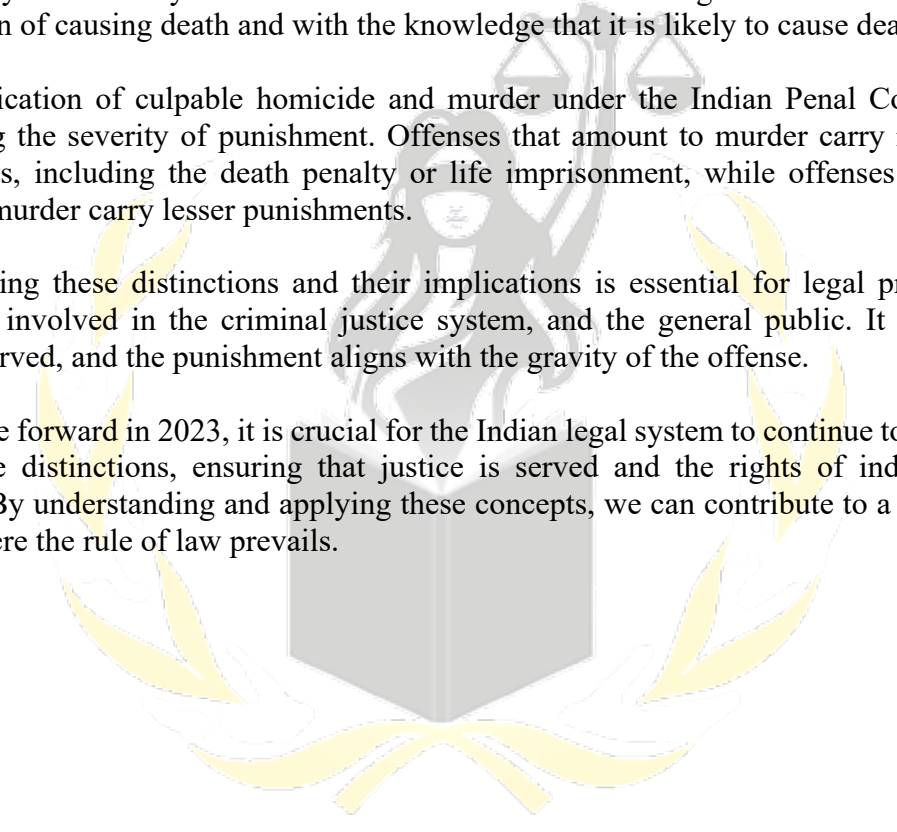 n of causing death and with the knowledge that it is likely to cause dea
ication of culpable homicide and murder under the Indian Penal Co
g the severity of punishment. Offenses that amount to murder carry
s, including the death penalty or life imprisonment, while offenses
murder carry lesser punishments.
ing these distinctions and their implications is essential for legal pr
involved in the criminal justice system, and the general public. It
rved, and the punishment aligns with the gravity of the offense.
e forward in 2023, it is crucial for the Indian legal system to continue to
e distinctions, ensuring that justice is served and the rights of ind
By understanding and applying these concepts, we can contribute to a
ere the rule of law prevails.